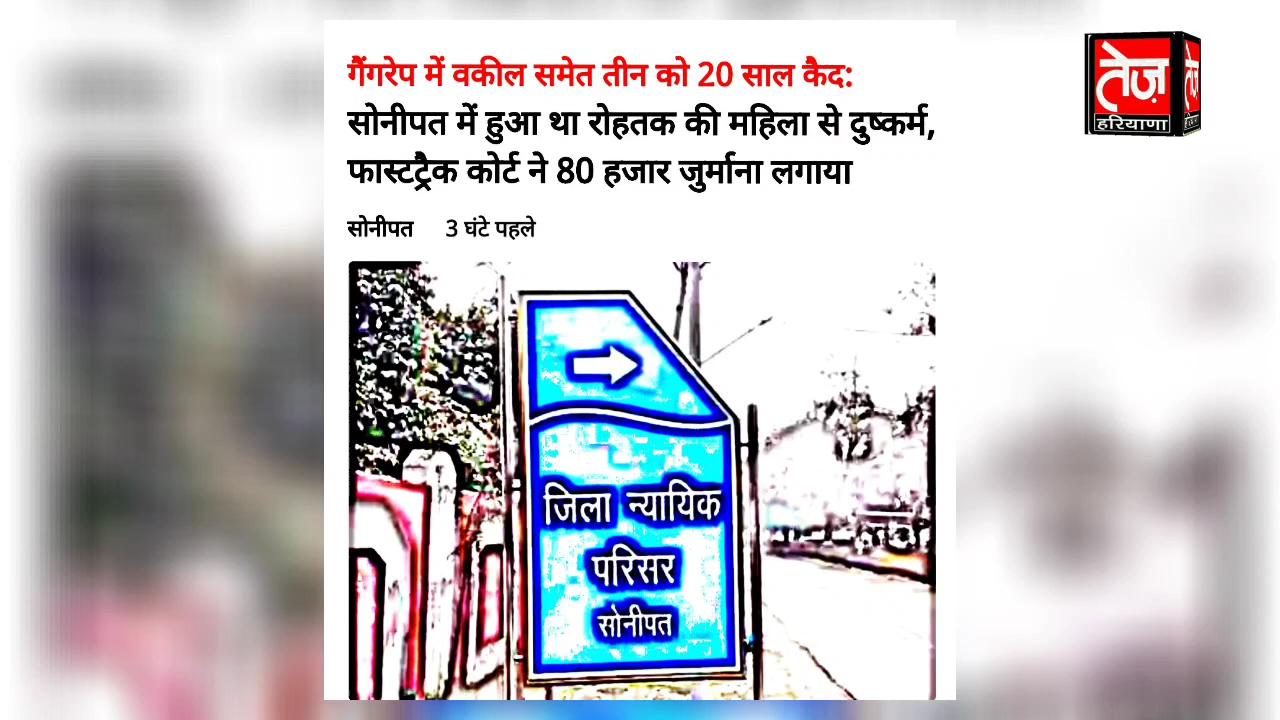 गैंगरेप में वकील समेत तीन को 20 साल कैद:
सोनीपत में हुआ था रोहतक की महिला से दुष्कर्म,
फास्टट्रैक कोर्ट ने 80 हजार जुर्माना लगाया
सोनीपत 3 घंटे पहले
तेज़
हरियाणा
जिला न्यायिक
परिसर
सोनीपत